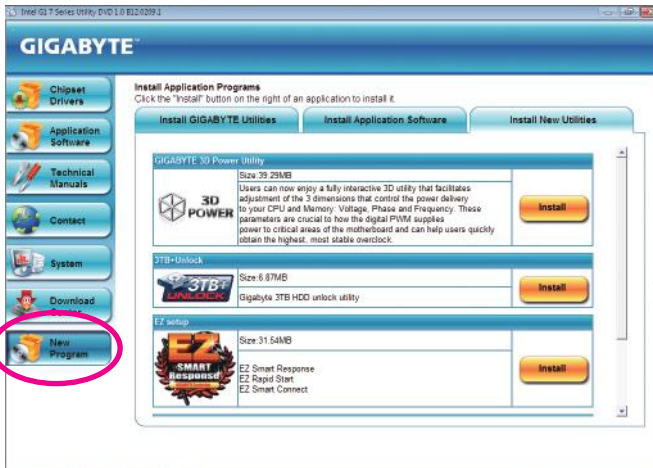 Intel G1 7 Series Utility DVD 1.0 B12.0209.1
GIGABYTE™
Chipset
Drivers
Application
Software
Technical
Manuals
Contact
System
Download
New
Program
Install Application Programs
Click the "Install" button on the right of an application to install it.
Install GIGABYTE Utilities
Install Application Software
Install New Utilities
GIGABYTE 3D Power Utility
3D
POWER
Size:39.29MB
Users can now enjoy a fully interactive 3D utility that facilitates
adjustment of the 3 dimensions that control the power delivery
to your CPU and Memory: Voltage, Phase and Frequency. These
parameters are crucial to how the digital PWM supplies
power to critical areas of the motherboard and can help users quickly
obtain the highest, most stable overclock.
Install
3TB+Unlock
3TB+
UNLOCK
Size:6.87MB
Gigabyte 3TB HDD unlock utility
Install
EZ setup
EZ
SMART
Response
Size:31.54MB
EZ Smart Response
EZ Rapid Start
EZ Smart Connect
Install